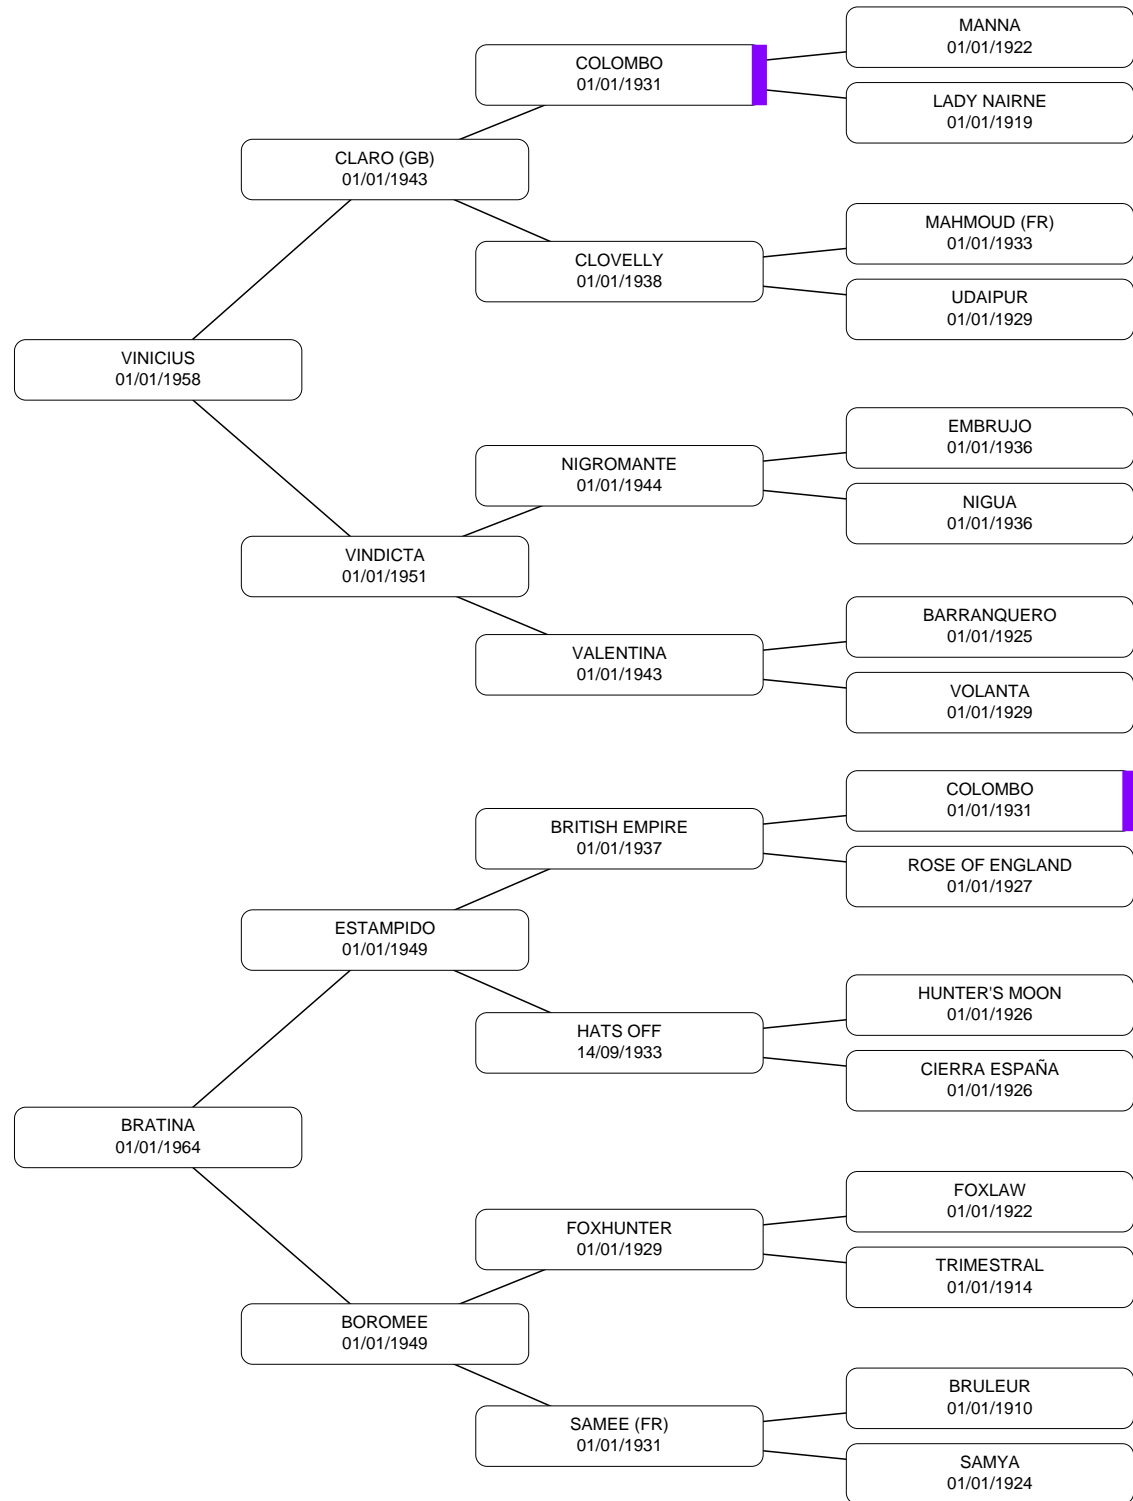 MANNA
01/01/1922
COLOMBO
01/01/1931
LADY NAIRNE
01/01/1919
CLARO (GB)
01/01/1943
MAHMOUD (FR)
01/01/1933
CLOVELLY
01/01/1938
UDAIPUR
01/01/1929
VINICIUS
01/01/1958
EMBRUJO
01/01/1936
NIGROMANTE
01/01/1944
NIGUA
01/01/1936
VINDICTA
01/01/1951
BARRANQUERO
01/01/1925
VALENTINA
01/01/1943
VOLANTA
01/01/1929
COLOMBO
01/01/1931
BRITISH EMPIRE
01/01/1937
ROSE OF ENGLAND
01/01/1927
ESTAMPIDO
01/01/1949
HUNTER'S MOON
01/01/1926
HATS OFF
14/09/1933
CIERRA ESPAÑA
01/01/1926
BRATINA
01/01/1964
FOXLAW
01/01/1922
FOXHUNTER
01/01/1929
TRIMESTRAL
01/01/1914
BOROMEE
01/01/1949
BRULEUR
01/01/1910
SAMEE (FR)
01/01/1931
SAMYA
01/01/1924